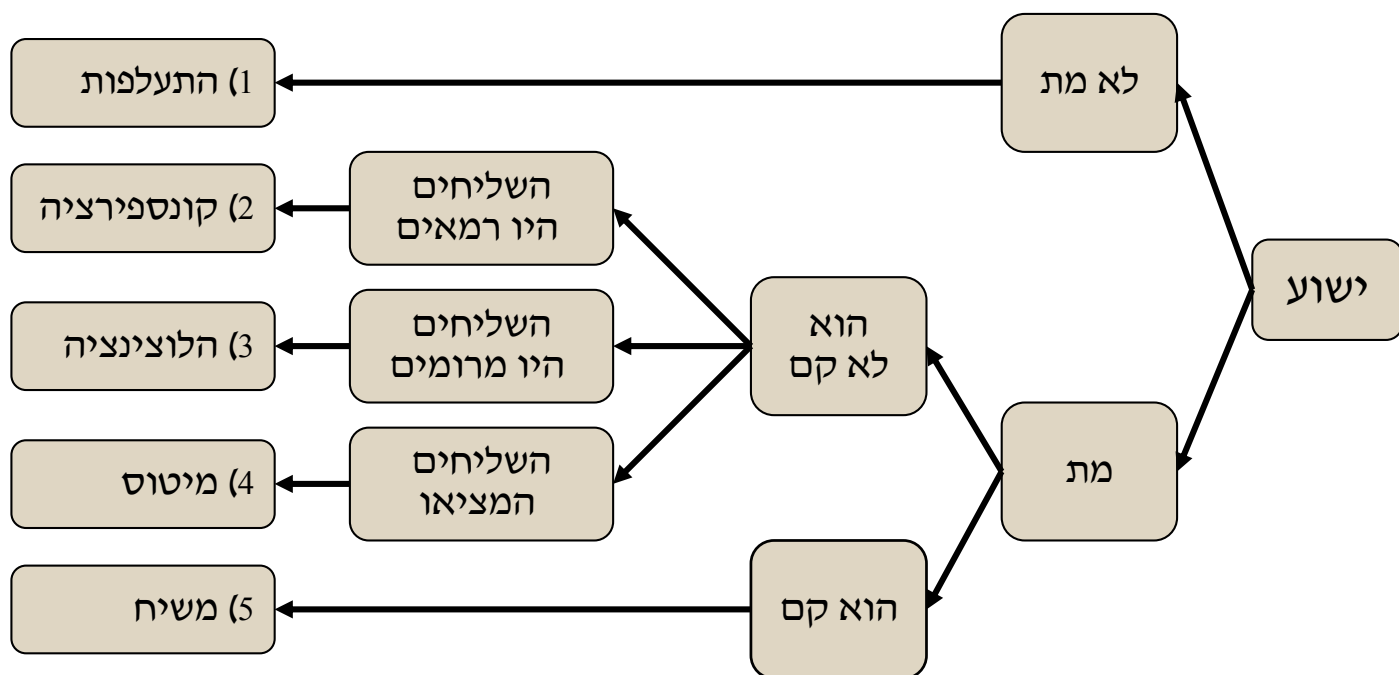 ישוע
לא מת
מת
הוא
לא קם
הוא קם
השליחים
היו רמאים
השליחים
היו מרומים
השליחים
המציאו
1) התעלפות
2) קונספירציה
3) הלוצינציה
4) מיטוס
5) משיח